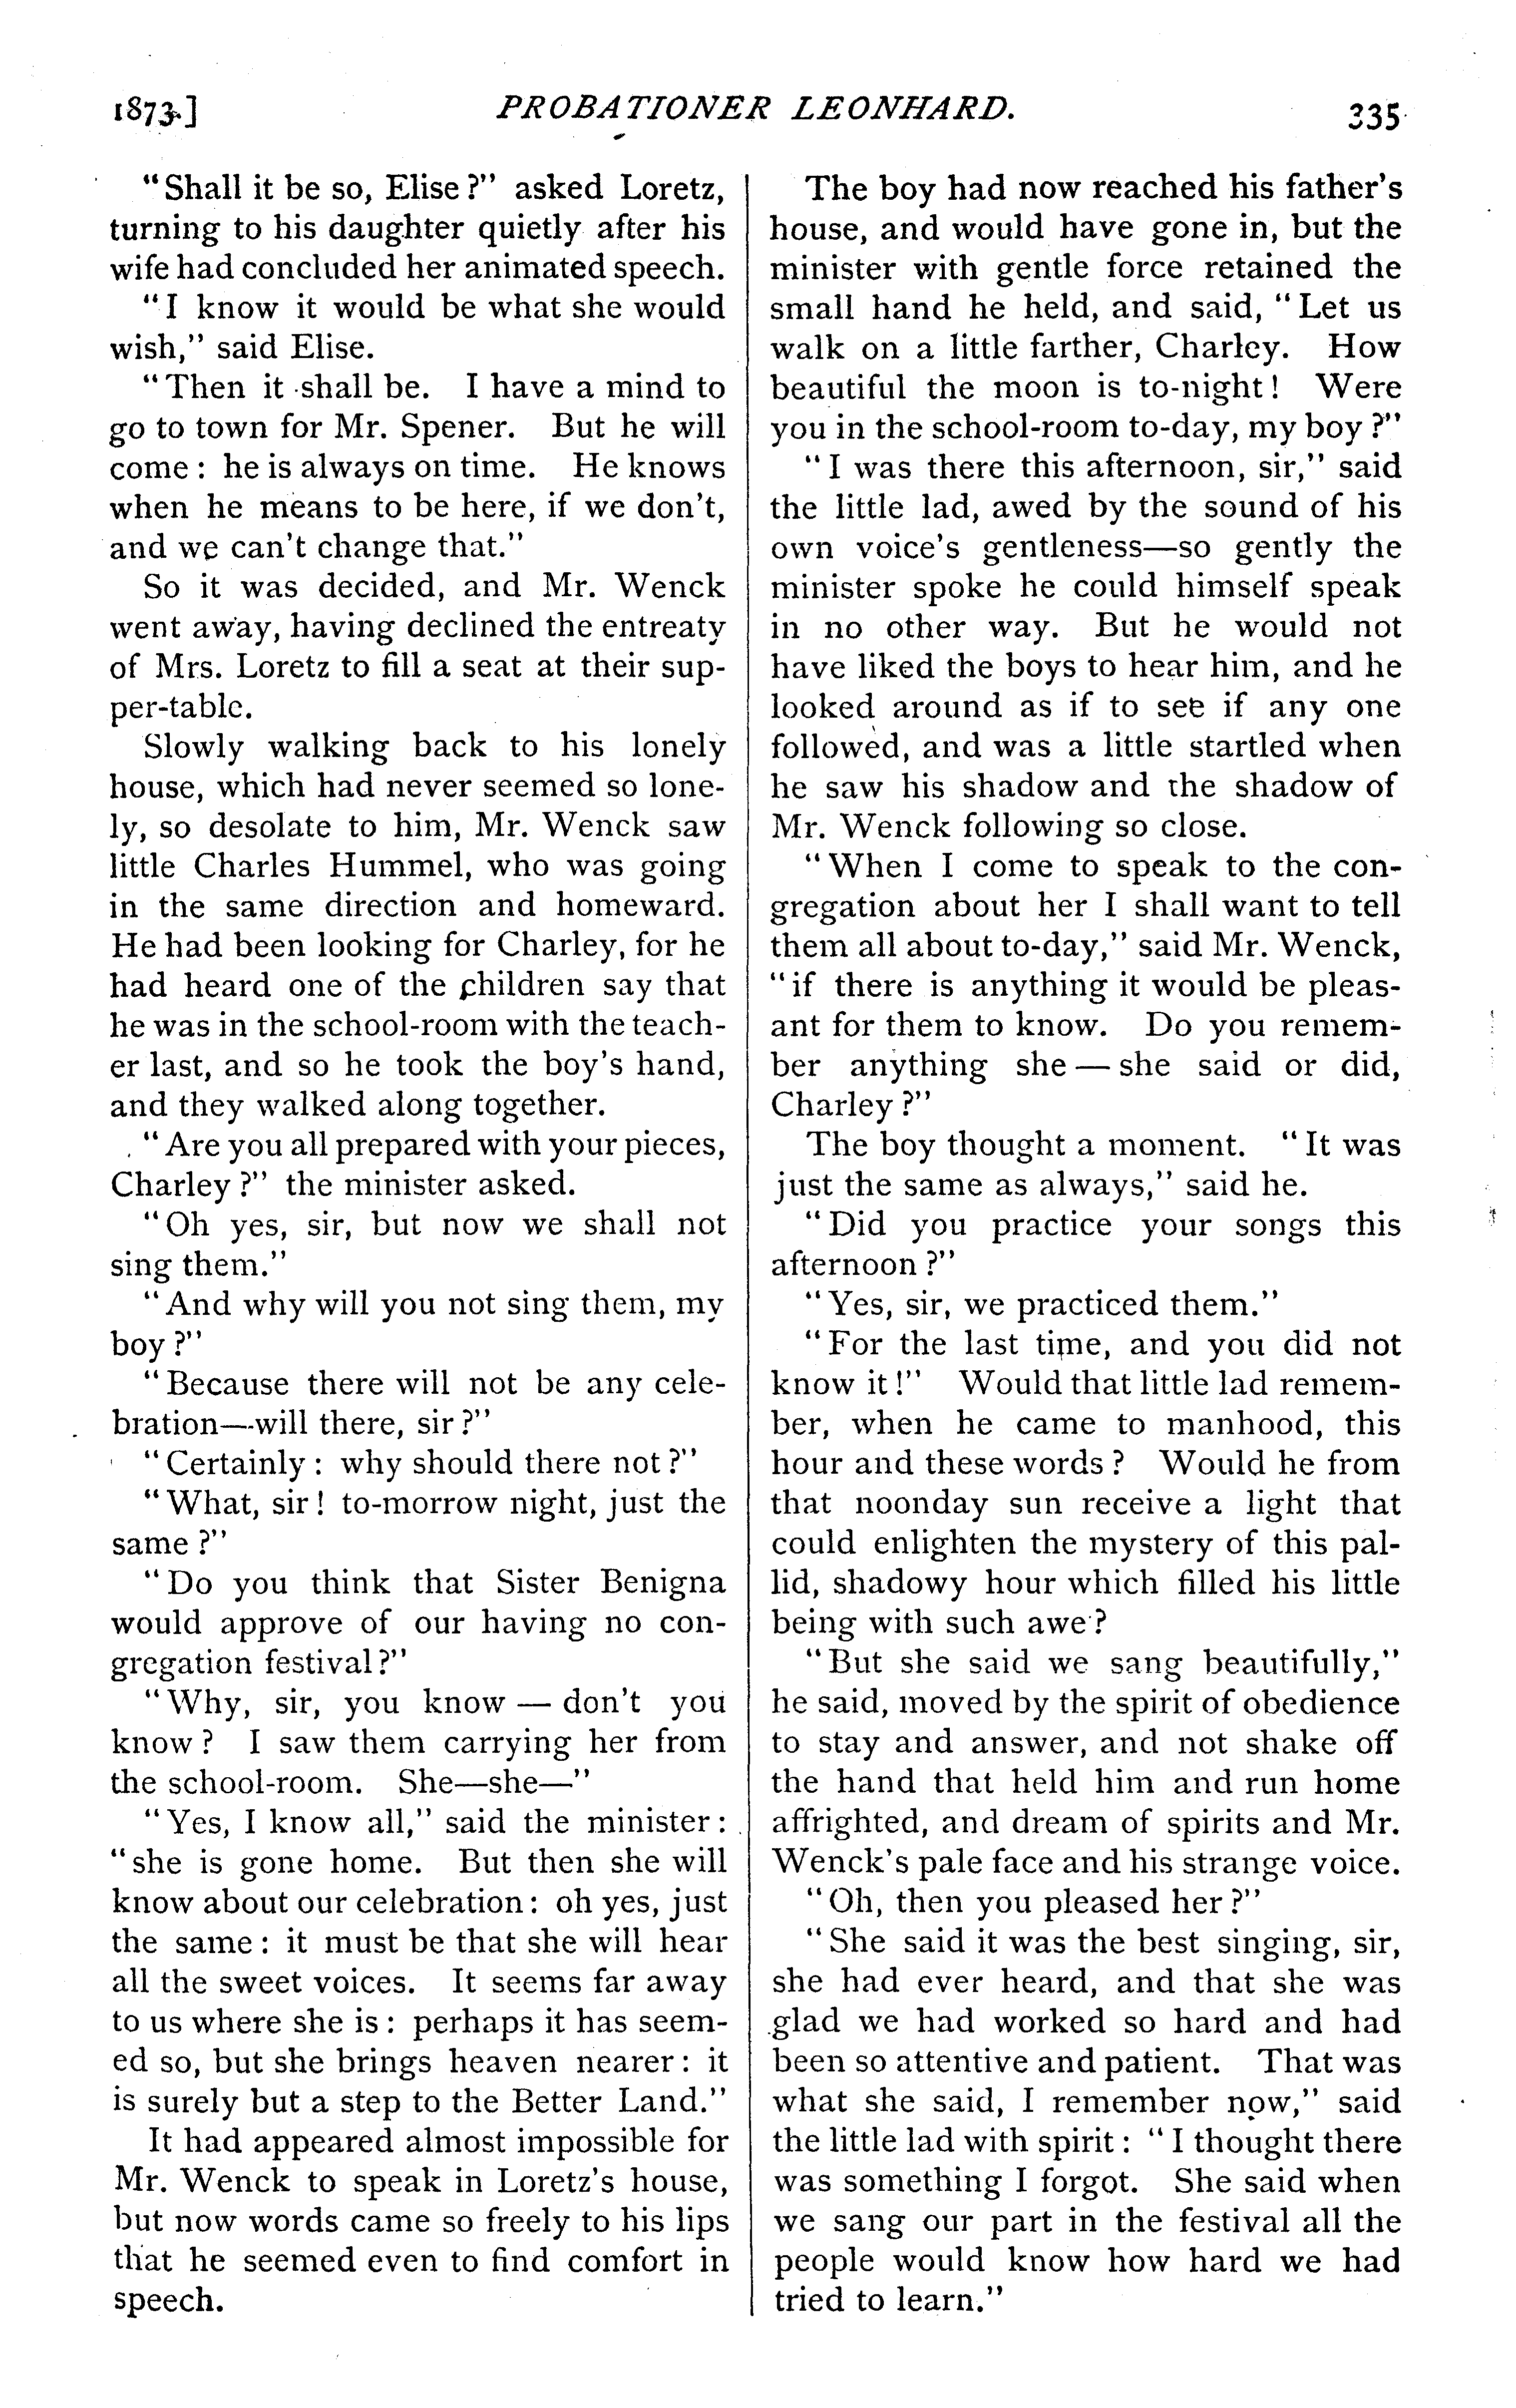 1873.] PROBATIONER LEONHARD. 335
"Shall it be so, Elise?" asked Loretz,
turning to his daughter quietly after his
wife had concluded her animated speech.
"I know it would be what she would
wish," said Elise.
"Then it shall be. I have a mind to
go to town for Mr. Spener. But he will
come: he is always on time. He knows
when he means to be here, if we don't,
and we can't change that."
So it was decided, and Mr. Wenck
went away, having declined the entreaty
of Mrs. Loretz to fill a seat at their sup-
per-table.
Slowly walking back to his lonely
house, which had never seemed so lone-
ly, so desolate to him, Mr. Wenck saw
little Charles Hummel, who was going
in the same direction and homeward.
He had been looking for Charley, for he
had heard one of the children say that
he was in the school-room with the teach-
er last, and so he took the boy's hand,
and they walked along together.
"Are you all prepared with your pieces,
Charley?" the minister asked.
"Oh yes, sir, but now we shall not
sing them."
"And why will you not sing them, my
boy?"
"Because there will not be any cele-
bration—will there, sir?"
"Certainly: why should there not?"
"What, sir! to-morrow night, just the
same?"
"Do you think that Sister Benigna
would approve of our having no con-
gregation festival?"
"Why, sir, you know — don't you
know? I saw them carrying her from
the school-room. She—she—"
"Yes, I know all," said the minister:
"she is gone home. But then she will
know about our celebration: oh yes, just
the same: it must be that she will hear
all the sweet voices. It seems far away
to us where she is: perhaps it has seem-
ed so, but she brings heaven nearer: it
is surely but a step to the Better Land."
It had appeared almost impossible for
Mr. Wenck to speak in Loretz's house,
but now words came so freely to his lips
that he seemed even to find comfort in
speech.
The boy had now reached his father's
house, and would have gone in, but the
minister with gentle force retained the
small hand he held, and said, "Let us
walk on a little farther, Charley. How
beautiful the moon is to-night! Were
you in the school-room to-day, my boy?"
"I was there this afternoon, sir," said
the little lad, awed by the sound of his
own voice's gentleness—so gently the
minister spoke he could himself speak
in no other way. But he would not
have liked the boys to hear him, and he
looked around as if to see if any one
followed, and was a little startled when
he saw his shadow and the shadow of
Mr. Wenck following so close.
"When I come to speak to the con-
gregation about her I shall want to tell
them all about to-day," said Mr. Wenck,
"if there is anything it would be pleas-
ant for them to know. Do you remem-
ber anything she — she said or did,
Charley?"
The boy thought a moment. "It was
just the same as always," said he.
"Did you practice your songs this
afternoon?"
"Yes, sir, we practiced them."
"For the last time, and you did not
know it!" Would that little lad remem-
ber, when he came to manhood, this
hour and these words? Would he from
that noonday sun receive a light that
could enlighten the mystery of this pal-
lid, shadowy hour which filled his little
being with such awe?
"But she said we sang beautifully,"
he said, moved by the spirit of obedience
to stay and answer, and not shake off
the hand that held him and run home
affrighted, and dream of spirits and Mr.
Wenck's pale face and his strange voice.
"Oh, then you pleased her?"
"She said it was the best singing, sir,
she had ever heard, and that she was
glad we had worked so hard and had
been so attentive and patient. That was
what she said, I remember now," said
the little lad with spirit: "I thought there
was something I forgot. She said when
we sang our part in the festival all the
people would know how hard we had
tried to learn."